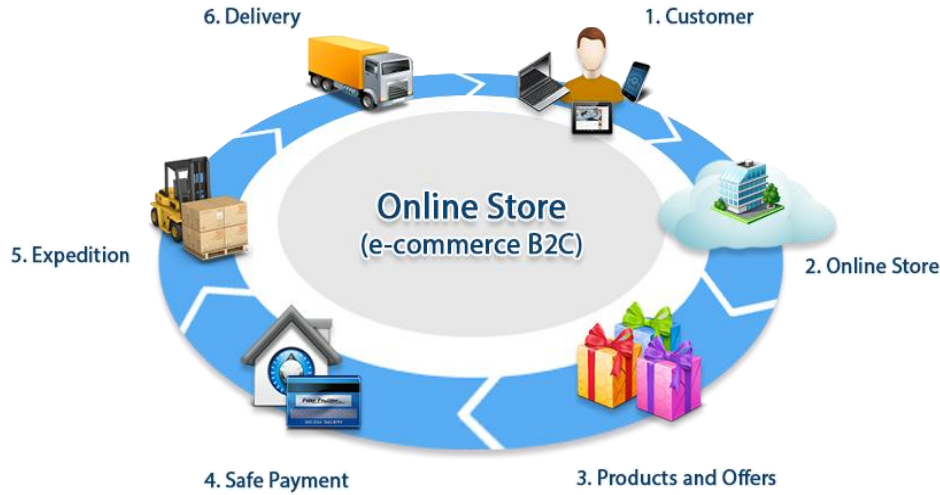 6. Delivery
1. Customer
Online Store
(e-commerce B2C)
5. Expedition
2. Online Store
4. Safe Payment
3. Products and Offers